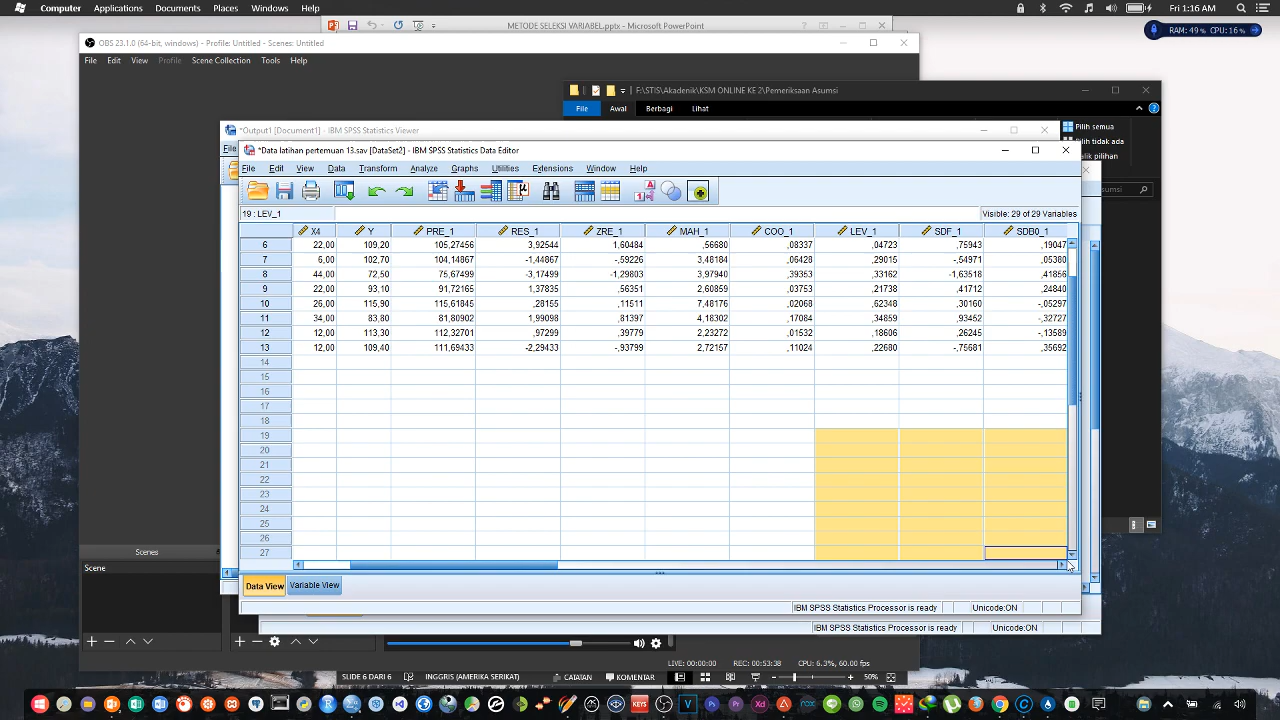 Computer Applications Documents Places Windows
Fri 1:16 AM
METODE SELEKSI VARIABEL.pptx - Microsoft PowerPoint
RAM: 49% CPU: 16%
OBS 23.1.0 (64-bit, windows) - Profile: Untitled - Scenes: Untitled
File Edit View Profile Scene Collection Tools Help
F:\STIS\Akademik\KSM ONLINE KE 2\Pemeriksaan Asumsi
File Awal Berbagi Lihat
*Output1 [Document1] - IBM SPSS Statistics Viewer
Pilih semua
ih tidak ada
alik pilihan
*Data latihan pertemuan 13.sav [DataSet2] - IBM SPSS Statistics Data Editor
File Edit View Data Transform Analyze Graphs Utilities Extensions Window Help
19 : LEV_1
Visible: 29 of 29 Variables
X4 Y PRE_1 RES_1 ZRE_1 MAH_1 COO_1 LEV_1 SDF_1 SDB0_1
6 22,00 109,20 105,27456 3,92544 1,60484 ,56680 ,08337 ,04723 ,75943 ,19047
7 6,00 102,70 104,14867 -1,44867 -,59226 3,48184 ,06428 ,29015 -,54971 ,05380
8 44,00 72,50 75,67499 -3,17499 -1,29803 3,97940 ,39353 ,33162 -1,63518 ,41856
9 22,00 93,10 91,72165 1,37835 ,56351 2,60859 ,03753 ,21738 ,41712 ,24840
10 26,00 115,90 115,61845 ,28155 ,11511 7,48176 ,02068 ,62348 ,30160 -,05297
11 34,00 83,80 81,80902 1,99098 ,81397 4,18302 ,17084 ,34859 ,93452 -,32727
12 12,00 113,30 112,32701 ,97299 ,39779 2,23272 ,01532 ,18606 ,26245 -,13589
13 12,00 109,40 111,69433 -2,29433 -,93799 2,72157 ,11024 ,22680 -,75681 ,35692
14
15
16
17
18
19
20
21
22
23
24
25
26
27
Data View Variable View
IBM SPSS Statistics Processor is ready Unicode:ON
IBM SPSS Statistics Processor is ready Unicode:ON
Scenes
Scene
LIVE: 00:00:00 REC: 00:53:38 CPU: 6.3%, 60.00 fps
SLIDE 6 DARI 6 INGGRIS (AMERIKA SERIKAT) CATATAN KOMENTAR 50%